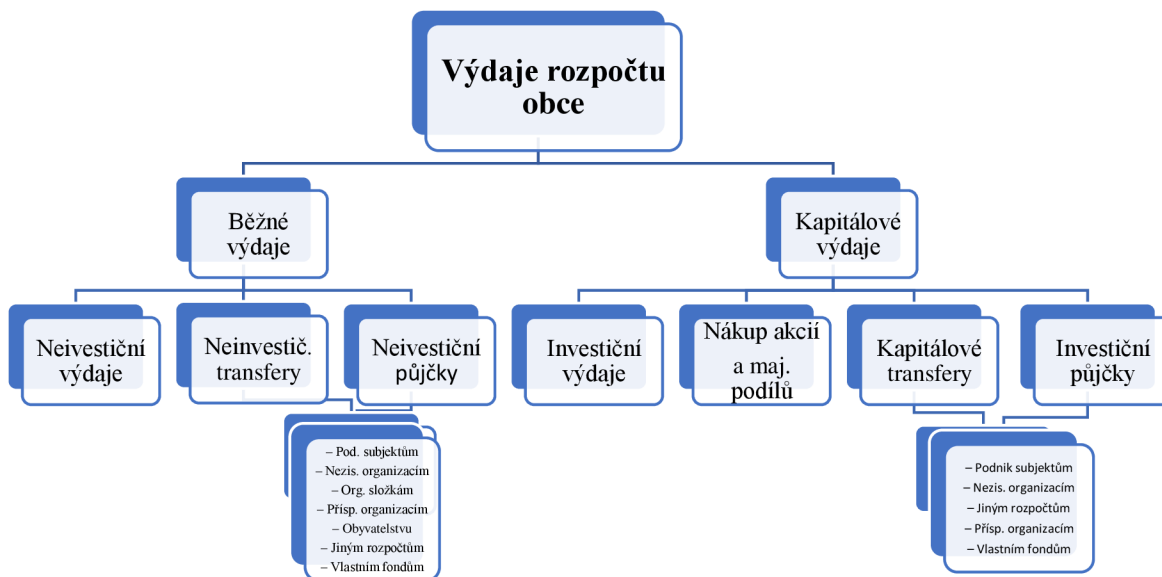 Výdaje rozpočtu
obce
Běžné
výdaje
Kapitálové
výdaje
Neivestiční
výdaje
Neinvestič.
transfery
Neivestiční
půjčky
Investiční
výdaje
Nákup akcií
a maj.
podílů
Kapitálové
transfery
Investiční
půjčky
– Pod. subjektům
– Nezis. organizacím
– Org. složkám
– Přísp. organizacím
– Obyvatelstvu
– Jiným rozpočtům
– Vlastním fondům
– Podnik subjektům
– Nezis. organizacím
– Jiným rozpočtům
– Přísp. organizacím
– Vlastním fondům